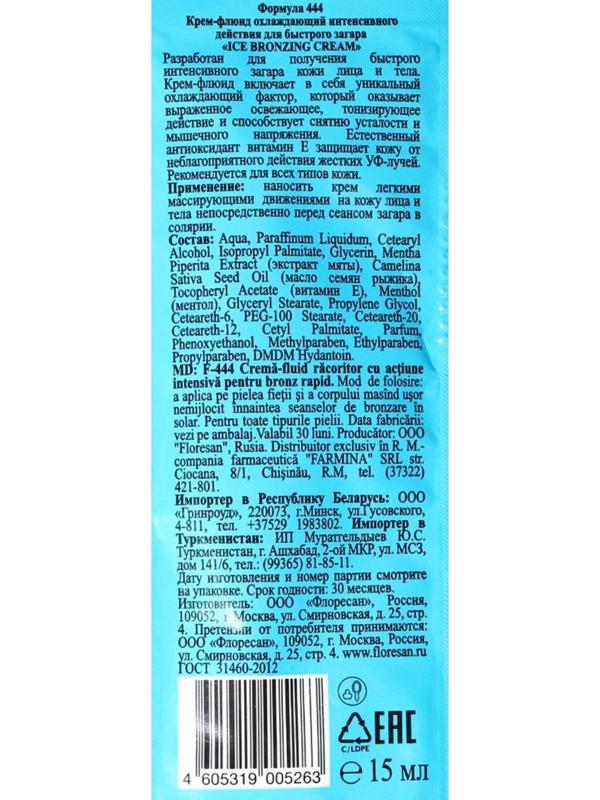 Формула 444
Крем-флюид охлаждающий интенсивного
действия для быстрого загара
«ICE BRONZING CREAM»
Разработан для получения быстрого
интенсивного загара кожи лица и тела.
Крем-флюид включает в себя уникальный
охлаждающий фактор, который оказывает
выраженное освежающее, тонизирующее
действие и способствует снятию усталости и
мышечного напряжения. Естественный
антиоксидант витамин Е защищает кожу от
неблагоприятного действия жестких УФ-лучей.
Рекомендуется для всех типов кожи.
Применение: наносить крем легкими
массирующими движениями на кожу лица и
тела непосредственно перед сеансом загара в
солярии.
Состав: Aqua, Paraffinum Liquidum, Cetearyl
Alcohol, Isopropyl Palmitate, Glycerin, Mentha
Piperita Extract (экстракт мяты), Camelina
Sativa Seed Oil (масло семян рыжика),
Tocopheryl Acetate (витамин Е), Menthol
(ментол), Glyceryl Stearate, Propylene Glycol,
Ceteareth-6, PEG-100 Stearate, Ceteareth-20,
Ceteareth-12, Cetyl Palmitate, Parfum,
Phenoxyethanol, Methylparaben, Ethylparaben,
Propylparaben, DMDM Hydantoin.
MD: F-444 Cremă-fluid răcoritor cu acțiune
intensivă pentru bronz rapid. Mod de folosire:
a aplica pe pielea fieții și a corpului masînd ușor
nemijlocit înnaintea seanselor de bronzare în
solar. Pentru toate tipurile pielii. Data fabricării:
vezi pe ambalaj.Valabil 30 luni. Producător: OOO
"Floresan", Rusia. Distribuitor exclusiv în R. M.-
compania farmaceutică "FARMINA" SRL str.
Ciocana, 8/1, Chișinău, R.M, tel. (37322)
421-801.
Импортер в Республику Беларусь: ООО
«Гринроуд», 220073, г.Минск, ул.Гусовского,
4-811, тел. +37529 1983802. Импортер в
Туркменистан: ИП Мурателдыев Ю.С.
Туркменистан, г. Ашхабад, 2-ой МКР, ул. МСЗ,
дом 141/6, тел.: (99365) 81-85-11.
Дату изготовления и номер партии смотрите
на упаковке. Срок годности: 30 месяцев.
Изготовитель: ООО «Флоресан», Россия,
109052, г. Москва, ул. Смирновская, д. 25, стр.
4. Претензии от потребителя принимаются:
ООО «Флоресан», 109052, г. Москва, Россия,
ул. Смирновская, д. 25, стр. 4. www.floresan.ru
ГОСТ 31460-2012
C/LDPE
EAC
4 605319 005263
℮ 15 мл